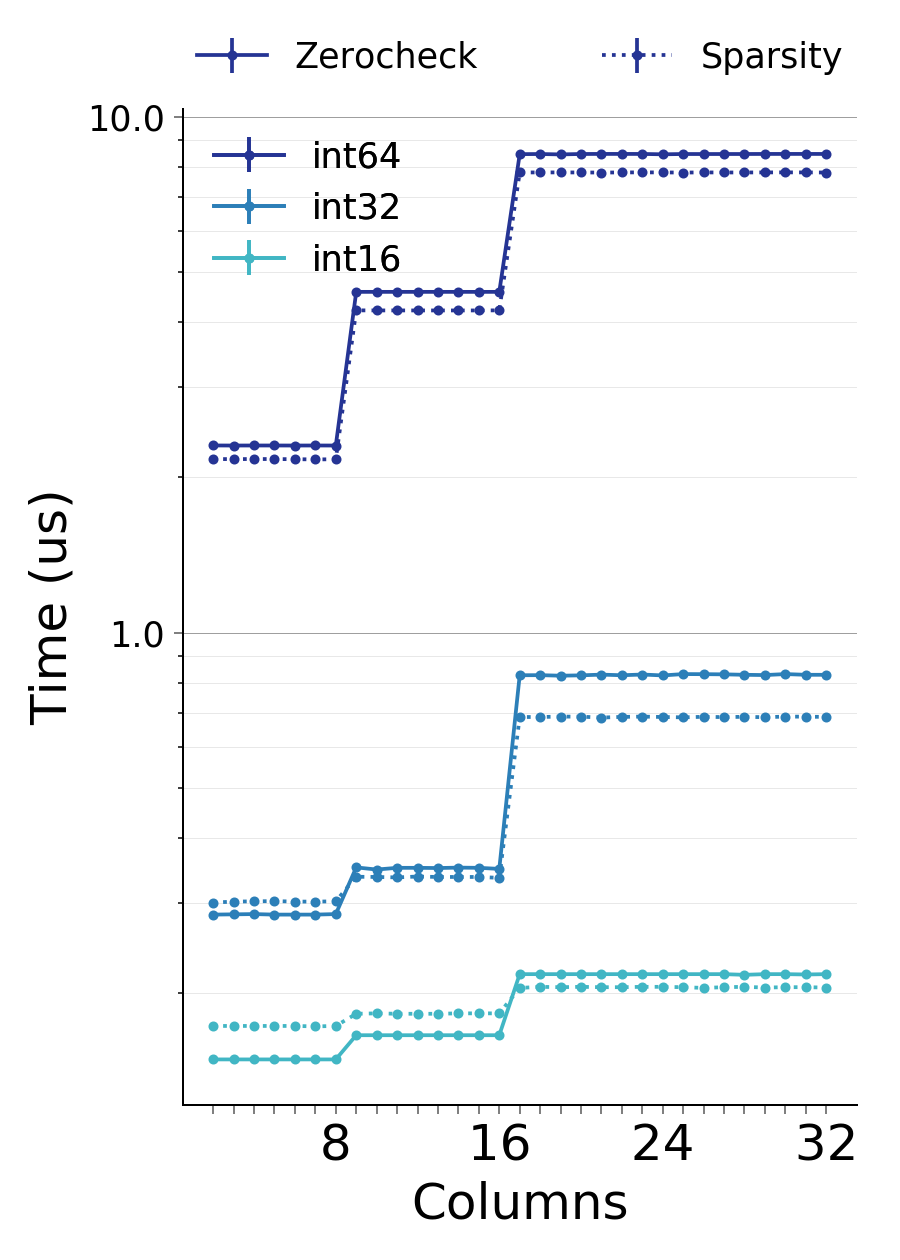 Zerocheck Sparsity
10.0
int64
int32
int16
1.0
Time (us)
8 16 24 32
Columns